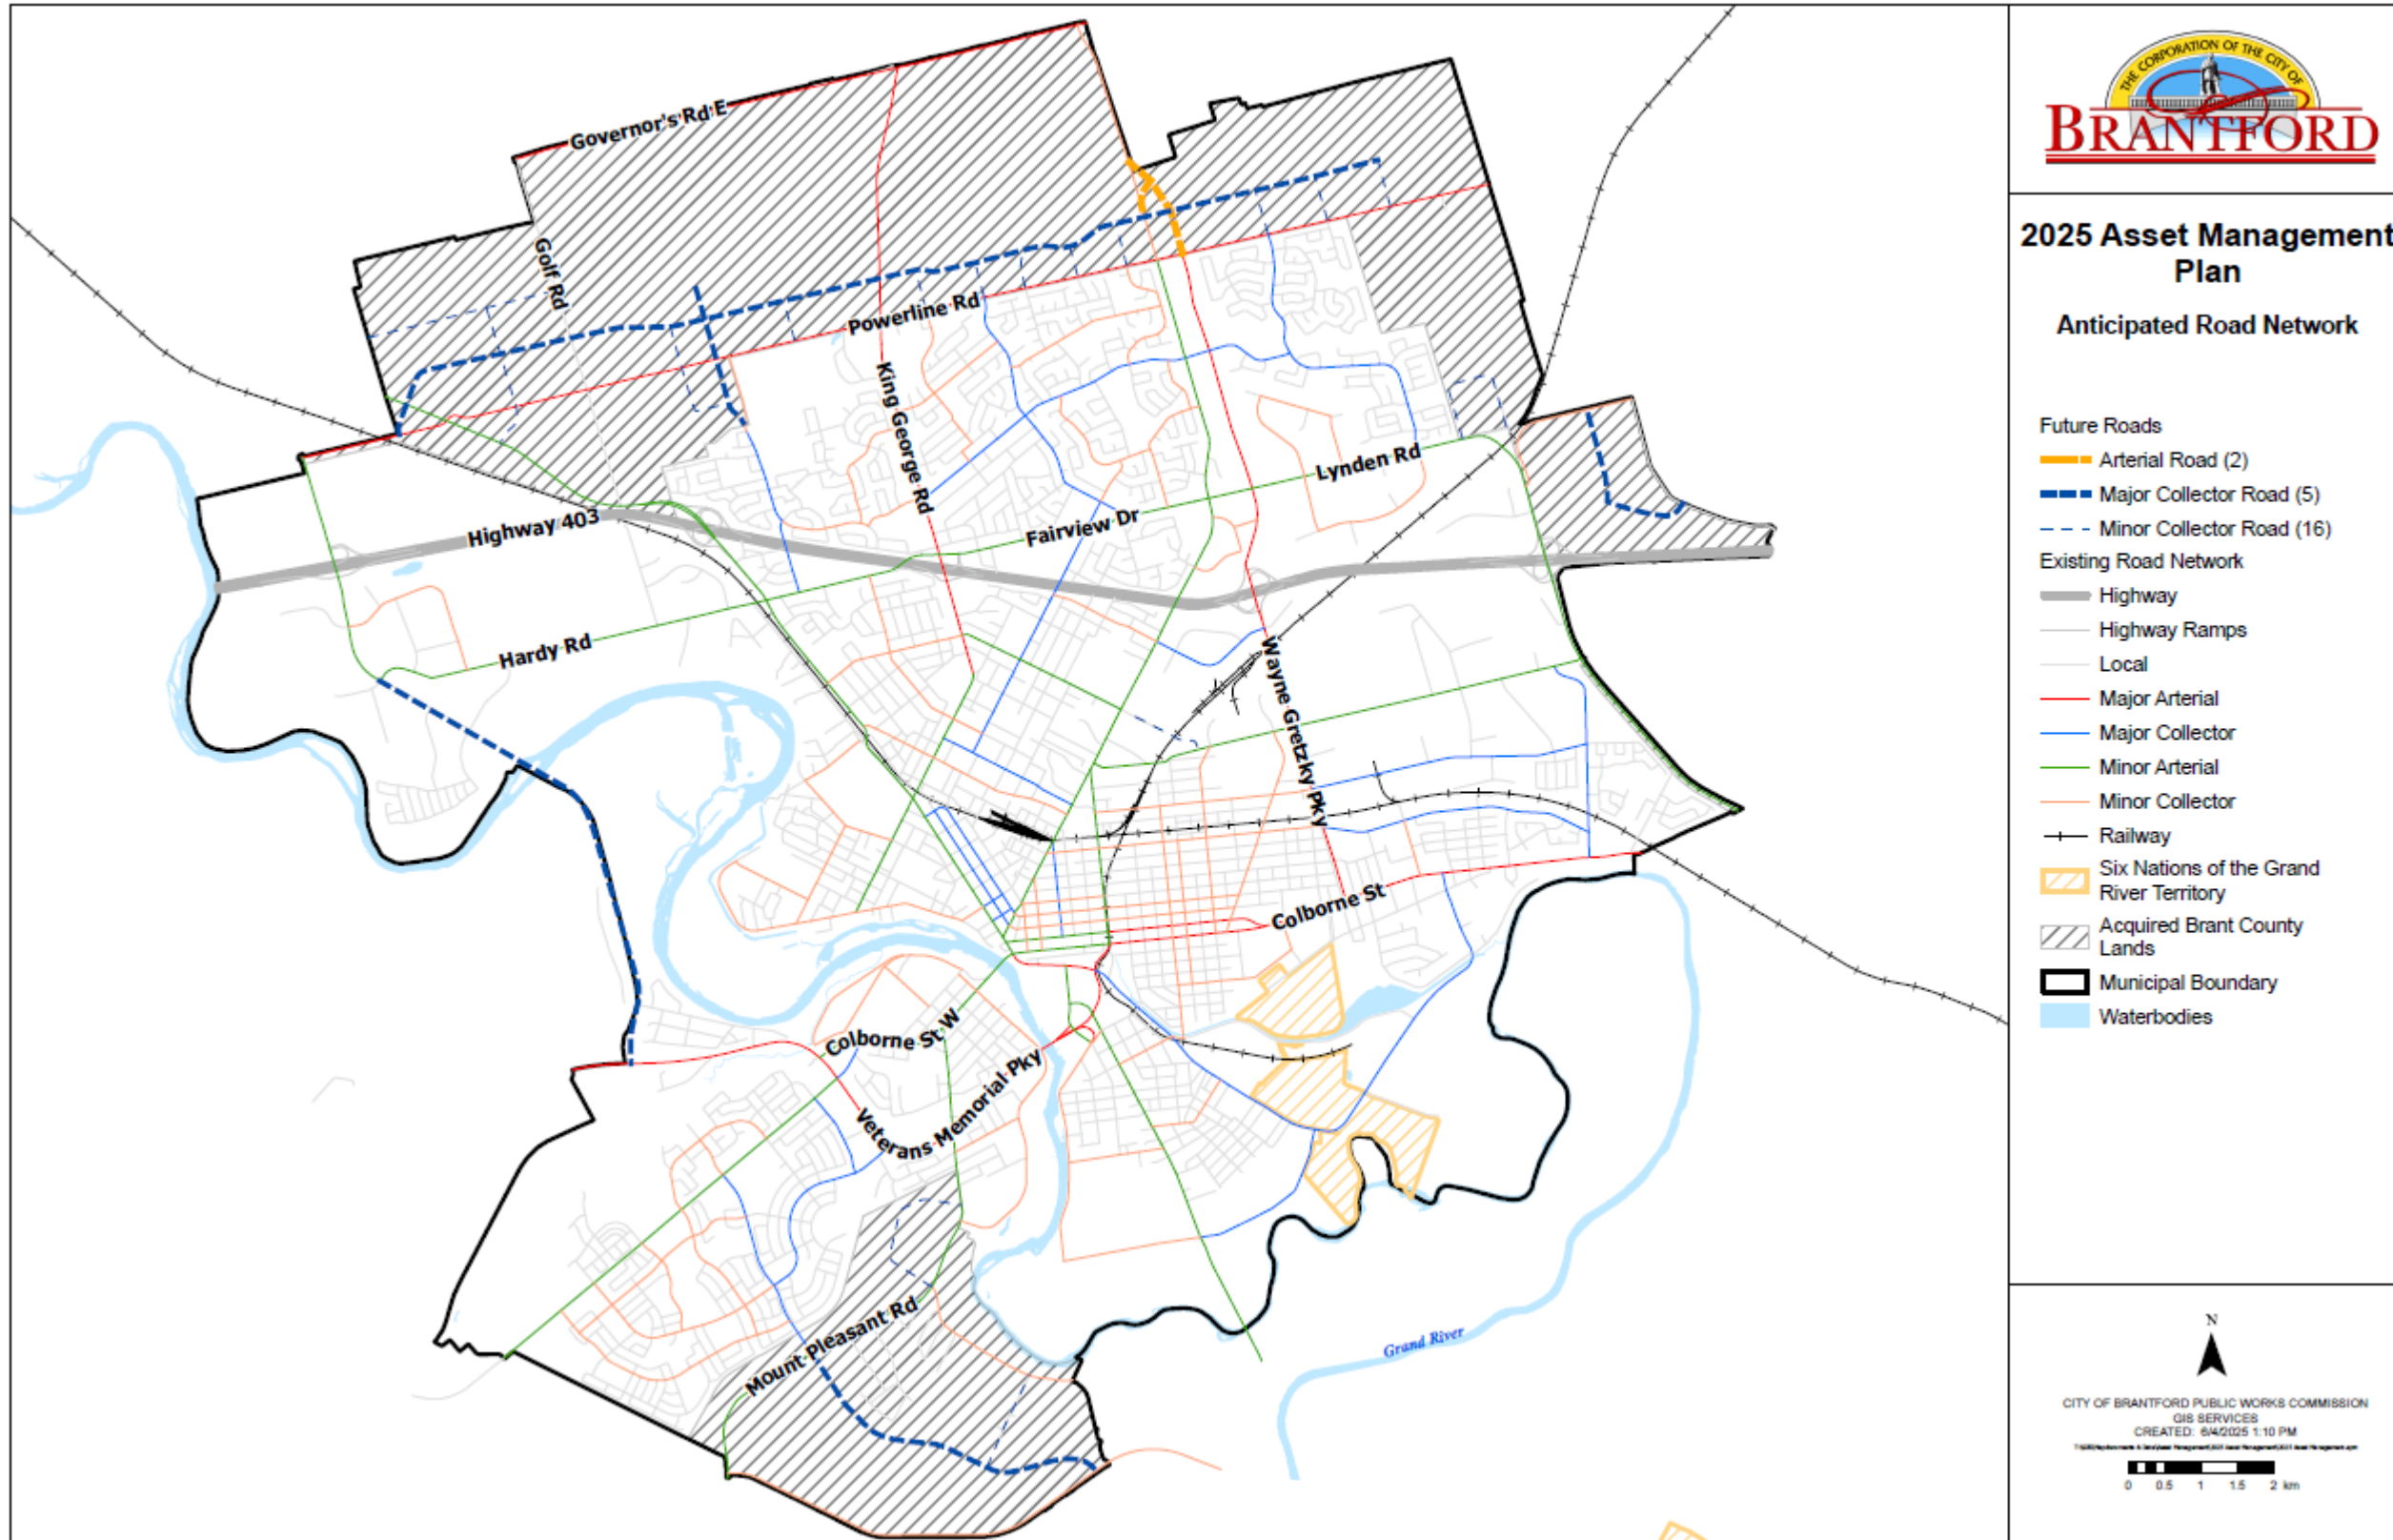 Governor's Rd E
Golf Rd
Powerline Rd
King George Rd
Lynden Rd
Fairview Dr
Highway 403
Hardy Rd
Wayne Gretzky Pky
Colborne St
Colborne St W
Veterans Memorial Pky
Mount Pleasant Rd
Grand River
THE CORPORATION OF THE CITY OF
BRANTFORD
2025 Asset Management
Plan
Anticipated Road Network
Future Roads
Arterial Road (2)
Major Collector Road (5)
Minor Collector Road (16)
Existing Road Network
Highway
Highway Ramps
Local
Major Arterial
Major Collector
Minor Arterial
Minor Collector
Railway
Six Nations of the Grand
River Territory
Acquired Brant County
Lands
Municipal Boundary
Waterbodies
N
CITY OF BRANTFORD PUBLIC WORKS COMMISSION
GIS SERVICES
CREATED: 6/4/2025 1:10 PM
0 0.5 1 1.5 2 km